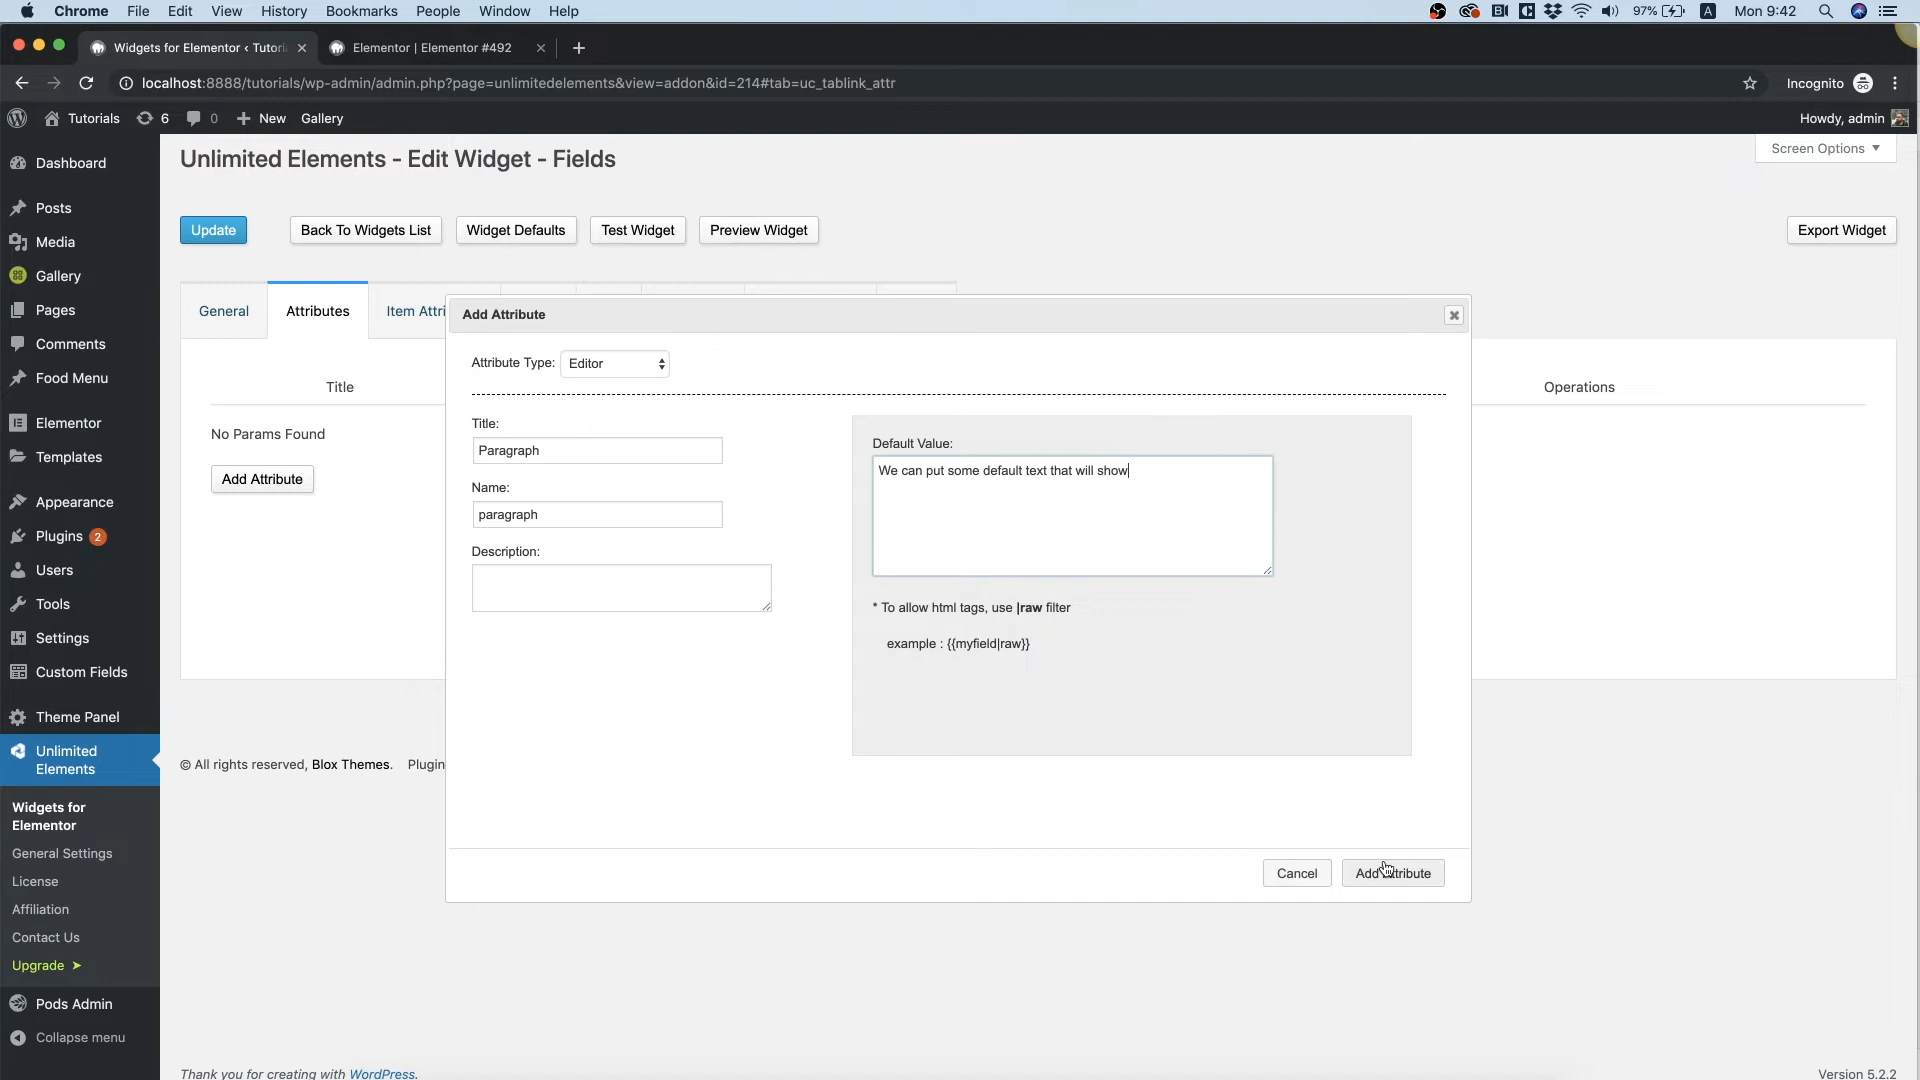 Chrome File Edit View History Bookmarks People Window Help
97% A Mon 9:42
Widgets for Elementor ‹ Tutori
Elementor | Elementor #492
localhost:8888/tutorials/wp-admin/admin.php?page=unlimitedelements&view=addon&id=214#tab=uc_tablink_attr
Incognito
Tutorials 6 0 New Gallery
Howdy, admin
Dashboard
Posts
Media
Gallery
Pages
Comments
Food Menu
Elementor
Templates
Appearance
Plugins 2
Users
Tools
Settings
Custom Fields
Theme Panel
Unlimited
Elements
Widgets for
Elementor
General Settings
License
Affiliation
Contact Us
Upgrade ➤
Pods Admin
Collapse menu
Unlimited Elements - Edit Widget - Fields
Screen Options
Update
Back To Widgets List
Widget Defaults
Test Widget
Preview Widget
Export Widget
General
Attributes
Item Attri
Title
Operations
No Params Found
Add Attribute
Add Attribute
Attribute Type: Editor
Title:
Paragraph
Name:
paragraph
Description:
Default Value:
We can put some default text that will show
* To allow html tags, use |raw filter
example : {{myfield|raw}}
Cancel
Add Attribute
© All rights reserved, Blox Themes. Plugin
Thank you for creating with WordPress.
Version 5.2.2